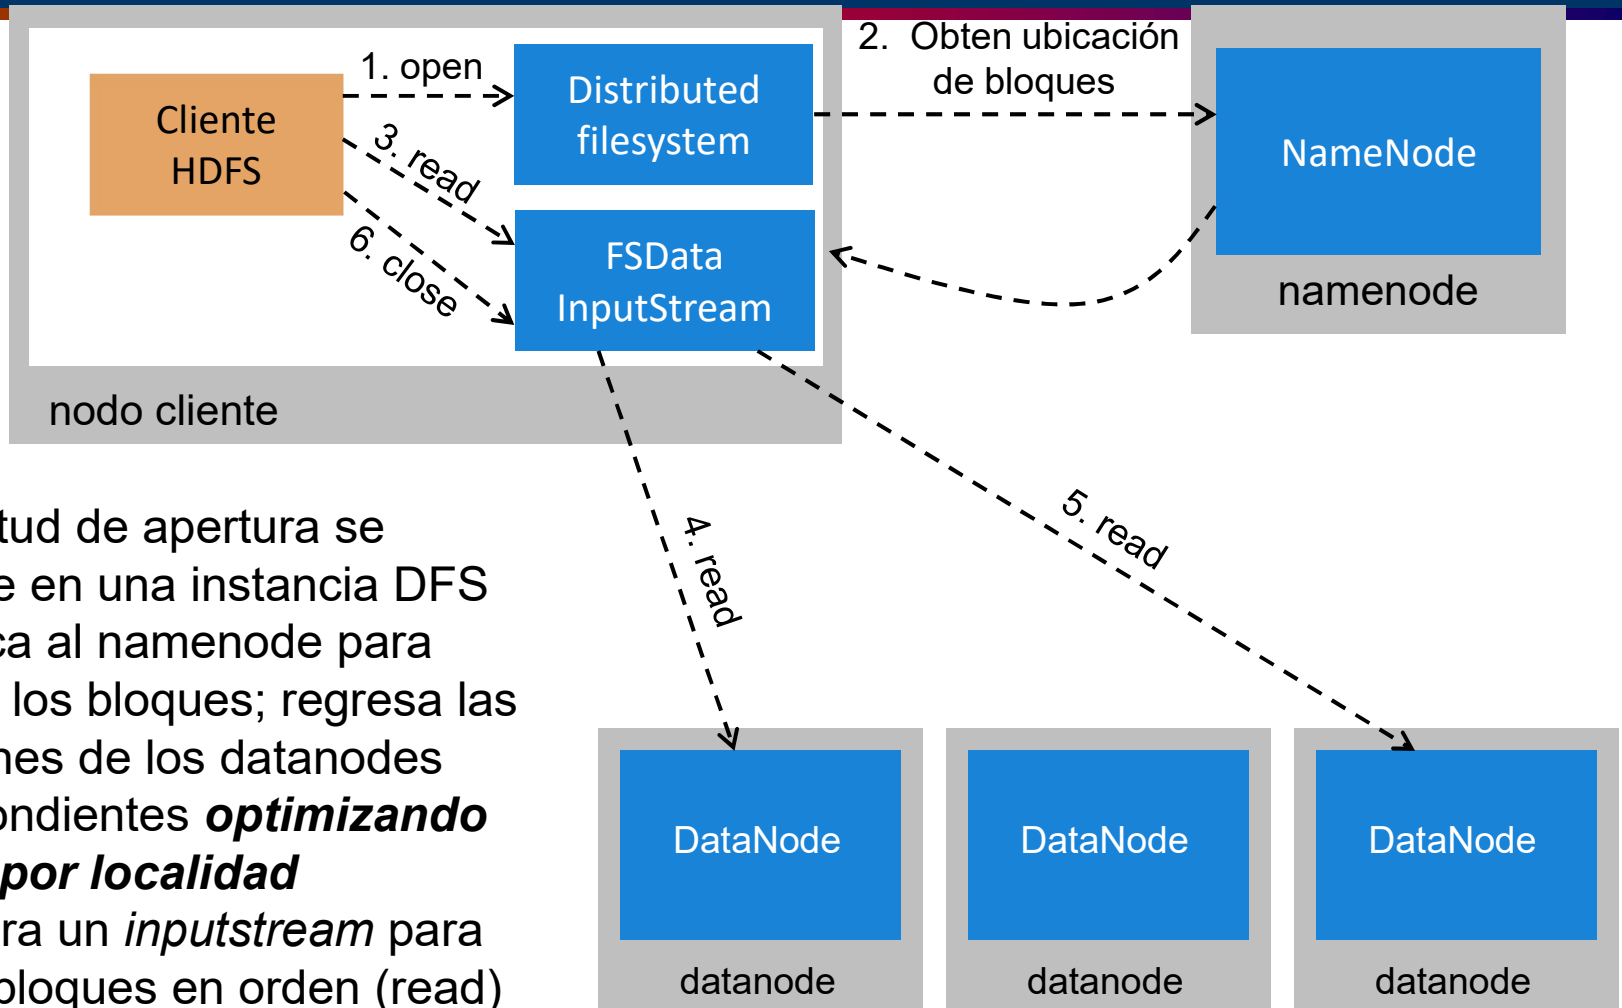 1. open
2. Obten ubicación
de bloques
Cliente
HDFS
Distributed
filesystem
NameNode
3. read
6. close
FSData
InputStream
namenode
nodo cliente
4. read
5. read
tud de apertura se
e en una instancia DFS
ca al namenode para
los bloques; regresa las
nes de los datanodes
ondientes optimizando
por localidad
ra un inputstream para
bloques en orden (read)
DataNode
DataNode
DataNode
datanode
datanode
datanode